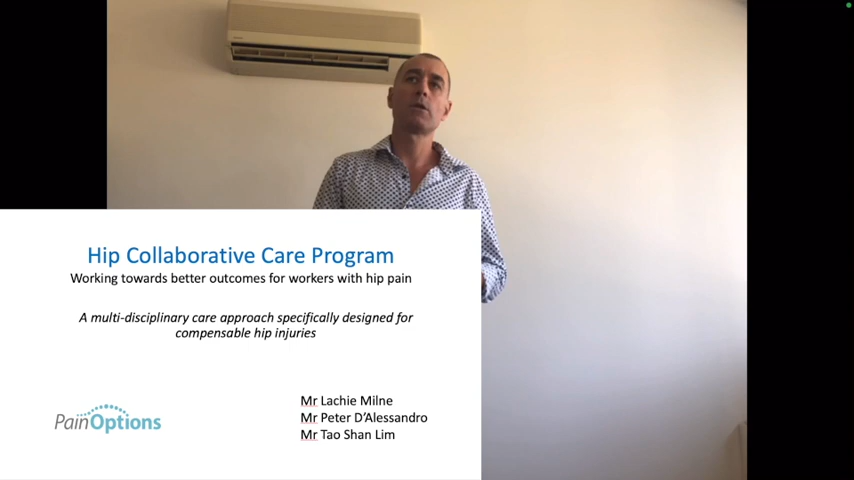 Hip Collaborative Care Program
Working towards better outcomes for workers with hip pain
A multi-disciplinary care approach specifically designed for
compensable hip injuries
Mr Lachie Milne
Mr Peter D'Alessandro
Mr Tao Shan Lim
PainOptions